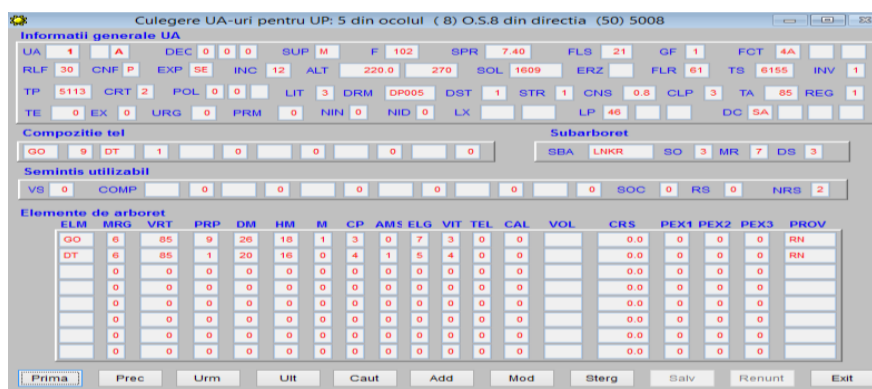 Culegere UA-uri pentru UP: 5 din ocolul ( 8) O.S.8 din directia (50) 5008
Informatii generale UA
UA 1 A DEC 0 0 0 SUP M F 102 SPR 7.40 FLS 21 GF 1 FCT 4A
RLF 30 CNF P EXP SE INC 12 ALT 220.0 270 SOL 1609 ERZ FLR 61 TS 6155 INV 1
TP 5113 CRT 2 POL 0 0 LIT 3 DRM DP005 DST 1 STR 1 CNS 0.8 CLP 3 TA 85 REG 1
TE 0 EX 0 URG 0 PRM 0 NIN 0 NID 0 LX LP 46 DC SA
Compozitie tel Subarboret
GO 9 DT 1 0 0 0 0 SBA LNKR SO 3 MR 7 DS 3
Semintis utilizabil
VS 0 COMP 0 0 0 0 0 0 SOC 0 RS 0 NRS 2
Elemente de arboret
ELM MRG VRT PRP DM HM M CP AMS ELG VIT TEL CAL VOL CRS PEX1 PEX2 PEX3 PROV
GO 6 85 9 26 18 1 3 0 7 3 0 0 0.0 0 0 0 RN
DT 6 85 1 20 16 0 4 1 5 4 0 0 0.0 0 0 0 RN
0 0 0 0 0 0 0 0 0 0 0 0 0.0 0 0 0
0 0 0 0 0 0 0 0 0 0 0 0 0.0 0 0 0
0 0 0 0 0 0 0 0 0 0 0 0 0.0 0 0 0
0 0 0 0 0 0 0 0 0 0 0 0 0.0 0 0 0
0 0 0 0 0 0 0 0 0 0 0 0 0.0 0 0 0
0 0 0 0 0 0 0 0 0 0 0 0 0.0 0 0 0
Prima Prec Urm Ult Caut Add Mod Sterg Salv Renunt Exit